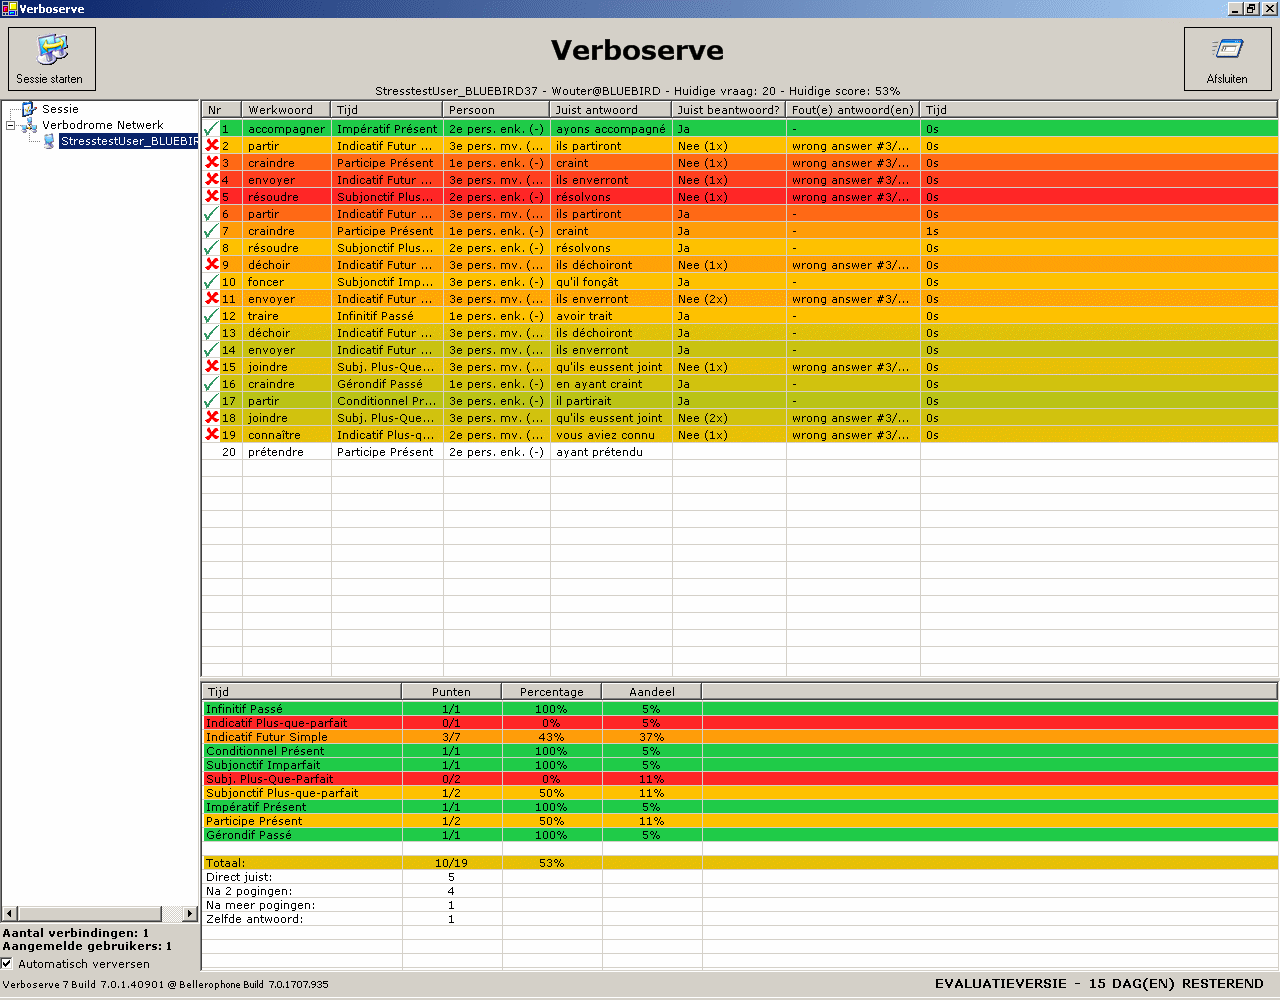 Verboserve
Sessie starten
Verboserve
Afsluiten
StresstestUser_BLUEBIRD37 - Wouter@BLUEBIRD - Huidige vraag: 20 - Huidige score: 53%
Sessie
Verbodrome Netwerk
StresstestUser_BLUEBIR
Nr Werkwoord Tijd Persoon Juist antwoord Juist beantwoord? Fout(e) antwoord(en) Tijd
1 accompagner Impératif Présent 2e pers. enk. (-) ayons accompagné Ja - 0s
2 partir Indicatif Futur ... 3e pers. mv. (... ils partiront Nee (1x) wrong answer #3/... 0s
3 craindre Participe Présent 1e pers. enk. (-) craint Nee (1x) wrong answer #3/... 0s
4 envoyer Indicatif Futur ... 3e pers. mv. (... ils enverront Nee (1x) wrong answer #3/... 0s
5 résoudre Subjonctif Plus... 2e pers. enk. (-) résolvons Nee (1x) wrong answer #3/... 0s
6 partir Indicatif Futur ... 3e pers. mv. (... ils partiront Ja - 0s
7 craindre Participe Présent 1e pers. enk. (-) craint Ja - 1s
8 résoudre Subjonctif Plus... 2e pers. enk. (-) résolvons Ja - 0s
9 déchoir Indicatif Futur ... 3e pers. mv. (... ils déchoiront Nee (1x) wrong answer #3/... 0s
10 foncer Subjonctif Imp... 3e pers. enk. (-) qu'il fonçât Ja - 0s
11 envoyer Indicatif Futur ... 3e pers. mv. (... ils enverront Nee (2x) wrong answer #3/... 0s
12 traire Infinitif Passé 1e pers. enk. (-) avoir trait Ja - 0s
13 déchoir Indicatif Futur ... 3e pers. mv. (... ils déchoiront Ja - 0s
14 envoyer Indicatif Futur ... 3e pers. mv. (... ils enverront Ja - 0s
15 joindre Subj. Plus-Que... 3e pers. mv. (... qu'ils eussent joint Nee (1x) wrong answer #3/... 0s
16 craindre Gérondif Passé 1e pers. enk. (-) en ayant craint Ja - 0s
17 partir Conditionnel Pr... 3e pers. enk. (-) il partirait Ja - 0s
18 joindre Subj. Plus-Que... 3e pers. mv. (... qu'ils eussent joint Nee (2x) wrong answer #3/... 0s
19 connaître Indicatif Plus-q... 2e pers. mv. (... vous aviez connu Nee (1x) wrong answer #3/... 0s
20 prétendre Participe Présent 2e pers. enk. (-) ayant prétendu
Tijd Punten Percentage Aandeel
Infinitif Passé 1/1 100% 5%
Indicatif Plus-que-parfait 0/1 0% 5%
Indicatif Futur Simple 3/7 43% 37%
Conditionnel Présent 1/1 100% 5%
Subjonctif Imparfait 1/1 100% 5%
Subj. Plus-Que-Parfait 0/2 0% 11%
Subjonctif Plus-que-parfait 1/2 50% 11%
Impératif Présent 1/1 100% 5%
Participe Présent 1/2 50% 11%
Gérondif Passé 1/1 100% 5%
Totaal: 10/19 53%
Direct juist: 5
Na 2 pogingen: 4
Na meer pogingen: 1
Zelfde antwoord: 1
Aantal verbindingen: 1
Aangemelde gebruikers: 1
Automatisch verversen
Verboserve 7 Build 7.0.1.40901 @ Bellerophone Build 7.0.1707.935
EVALUATIEVERSIE - 15 DAG(EN) RESTEREND